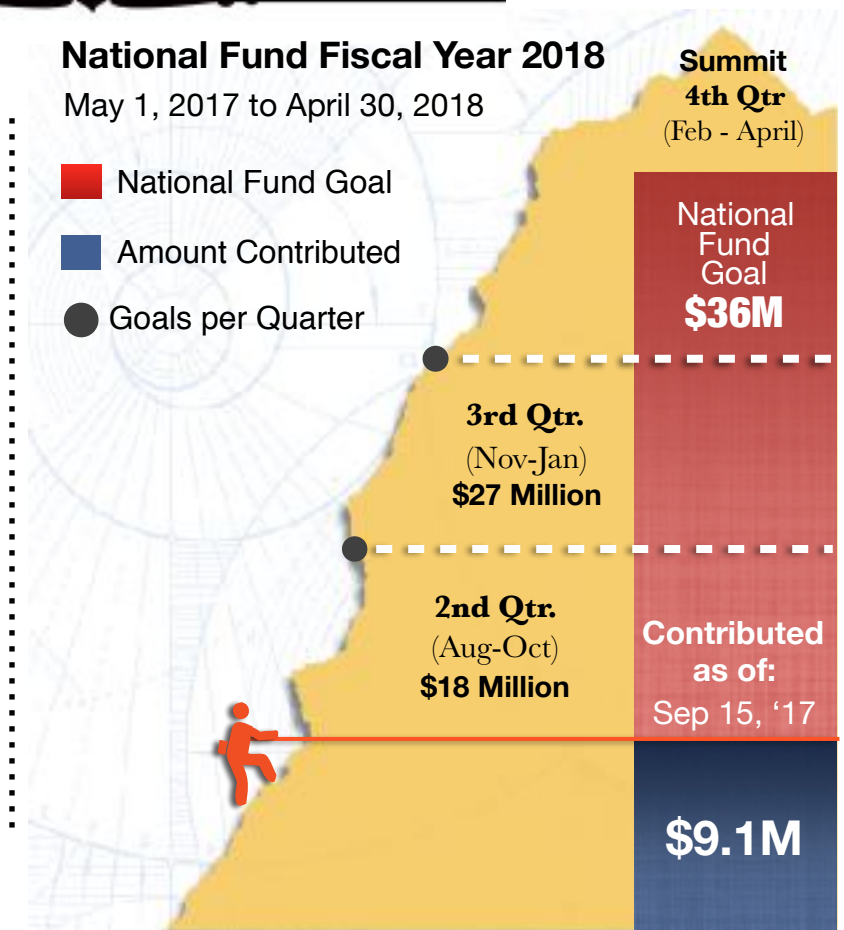 National Fund Fiscal Year 2018
May 1, 2017 to April 30, 2018
National Fund Goal
Amount Contributed
Goals per Quarter
Summit
4th Qtr
(Feb - April)
National
Fund
Goal
$36M
3rd Qtr.
(Nov-Jan)
$27 Million
2nd Qtr.
(Aug-Oct)
$18 Million
Contributed
as of:
Sep 15, ‘17
$9.1M